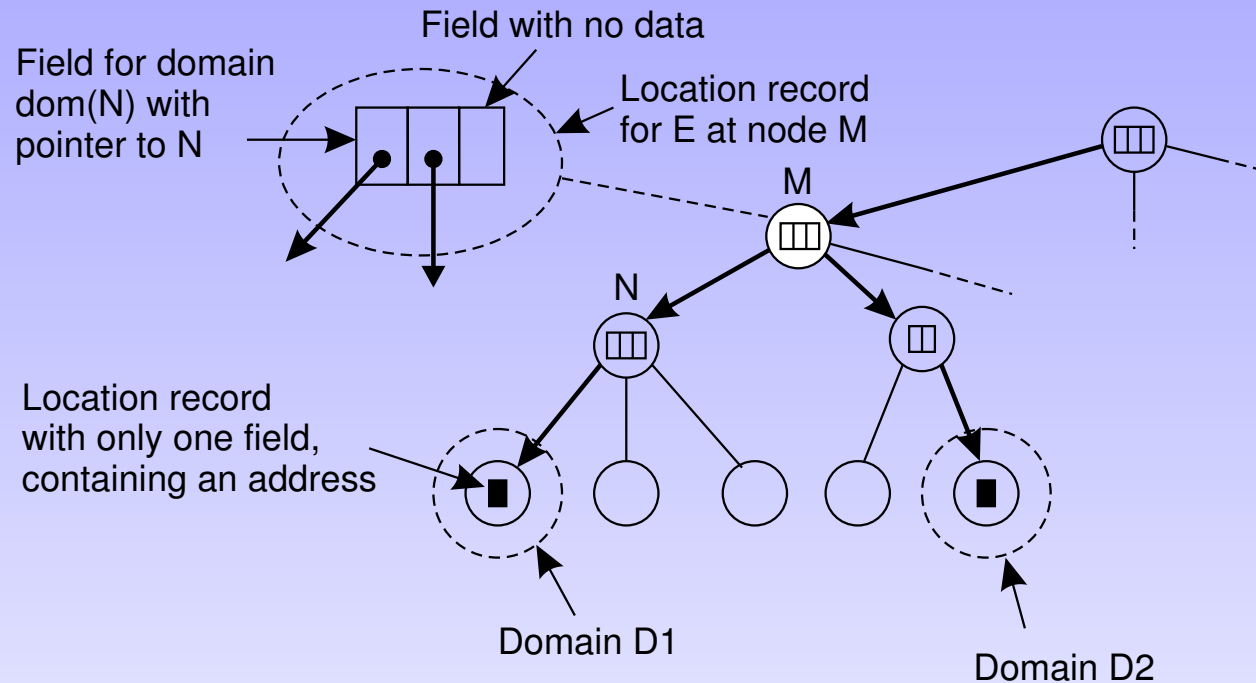 Field with no data
Field for domain
dom(N) with
pointer to N
Location record
for E at node M
M
N
Location record
with only one field,
containing an address
Domain D1
Domain D2